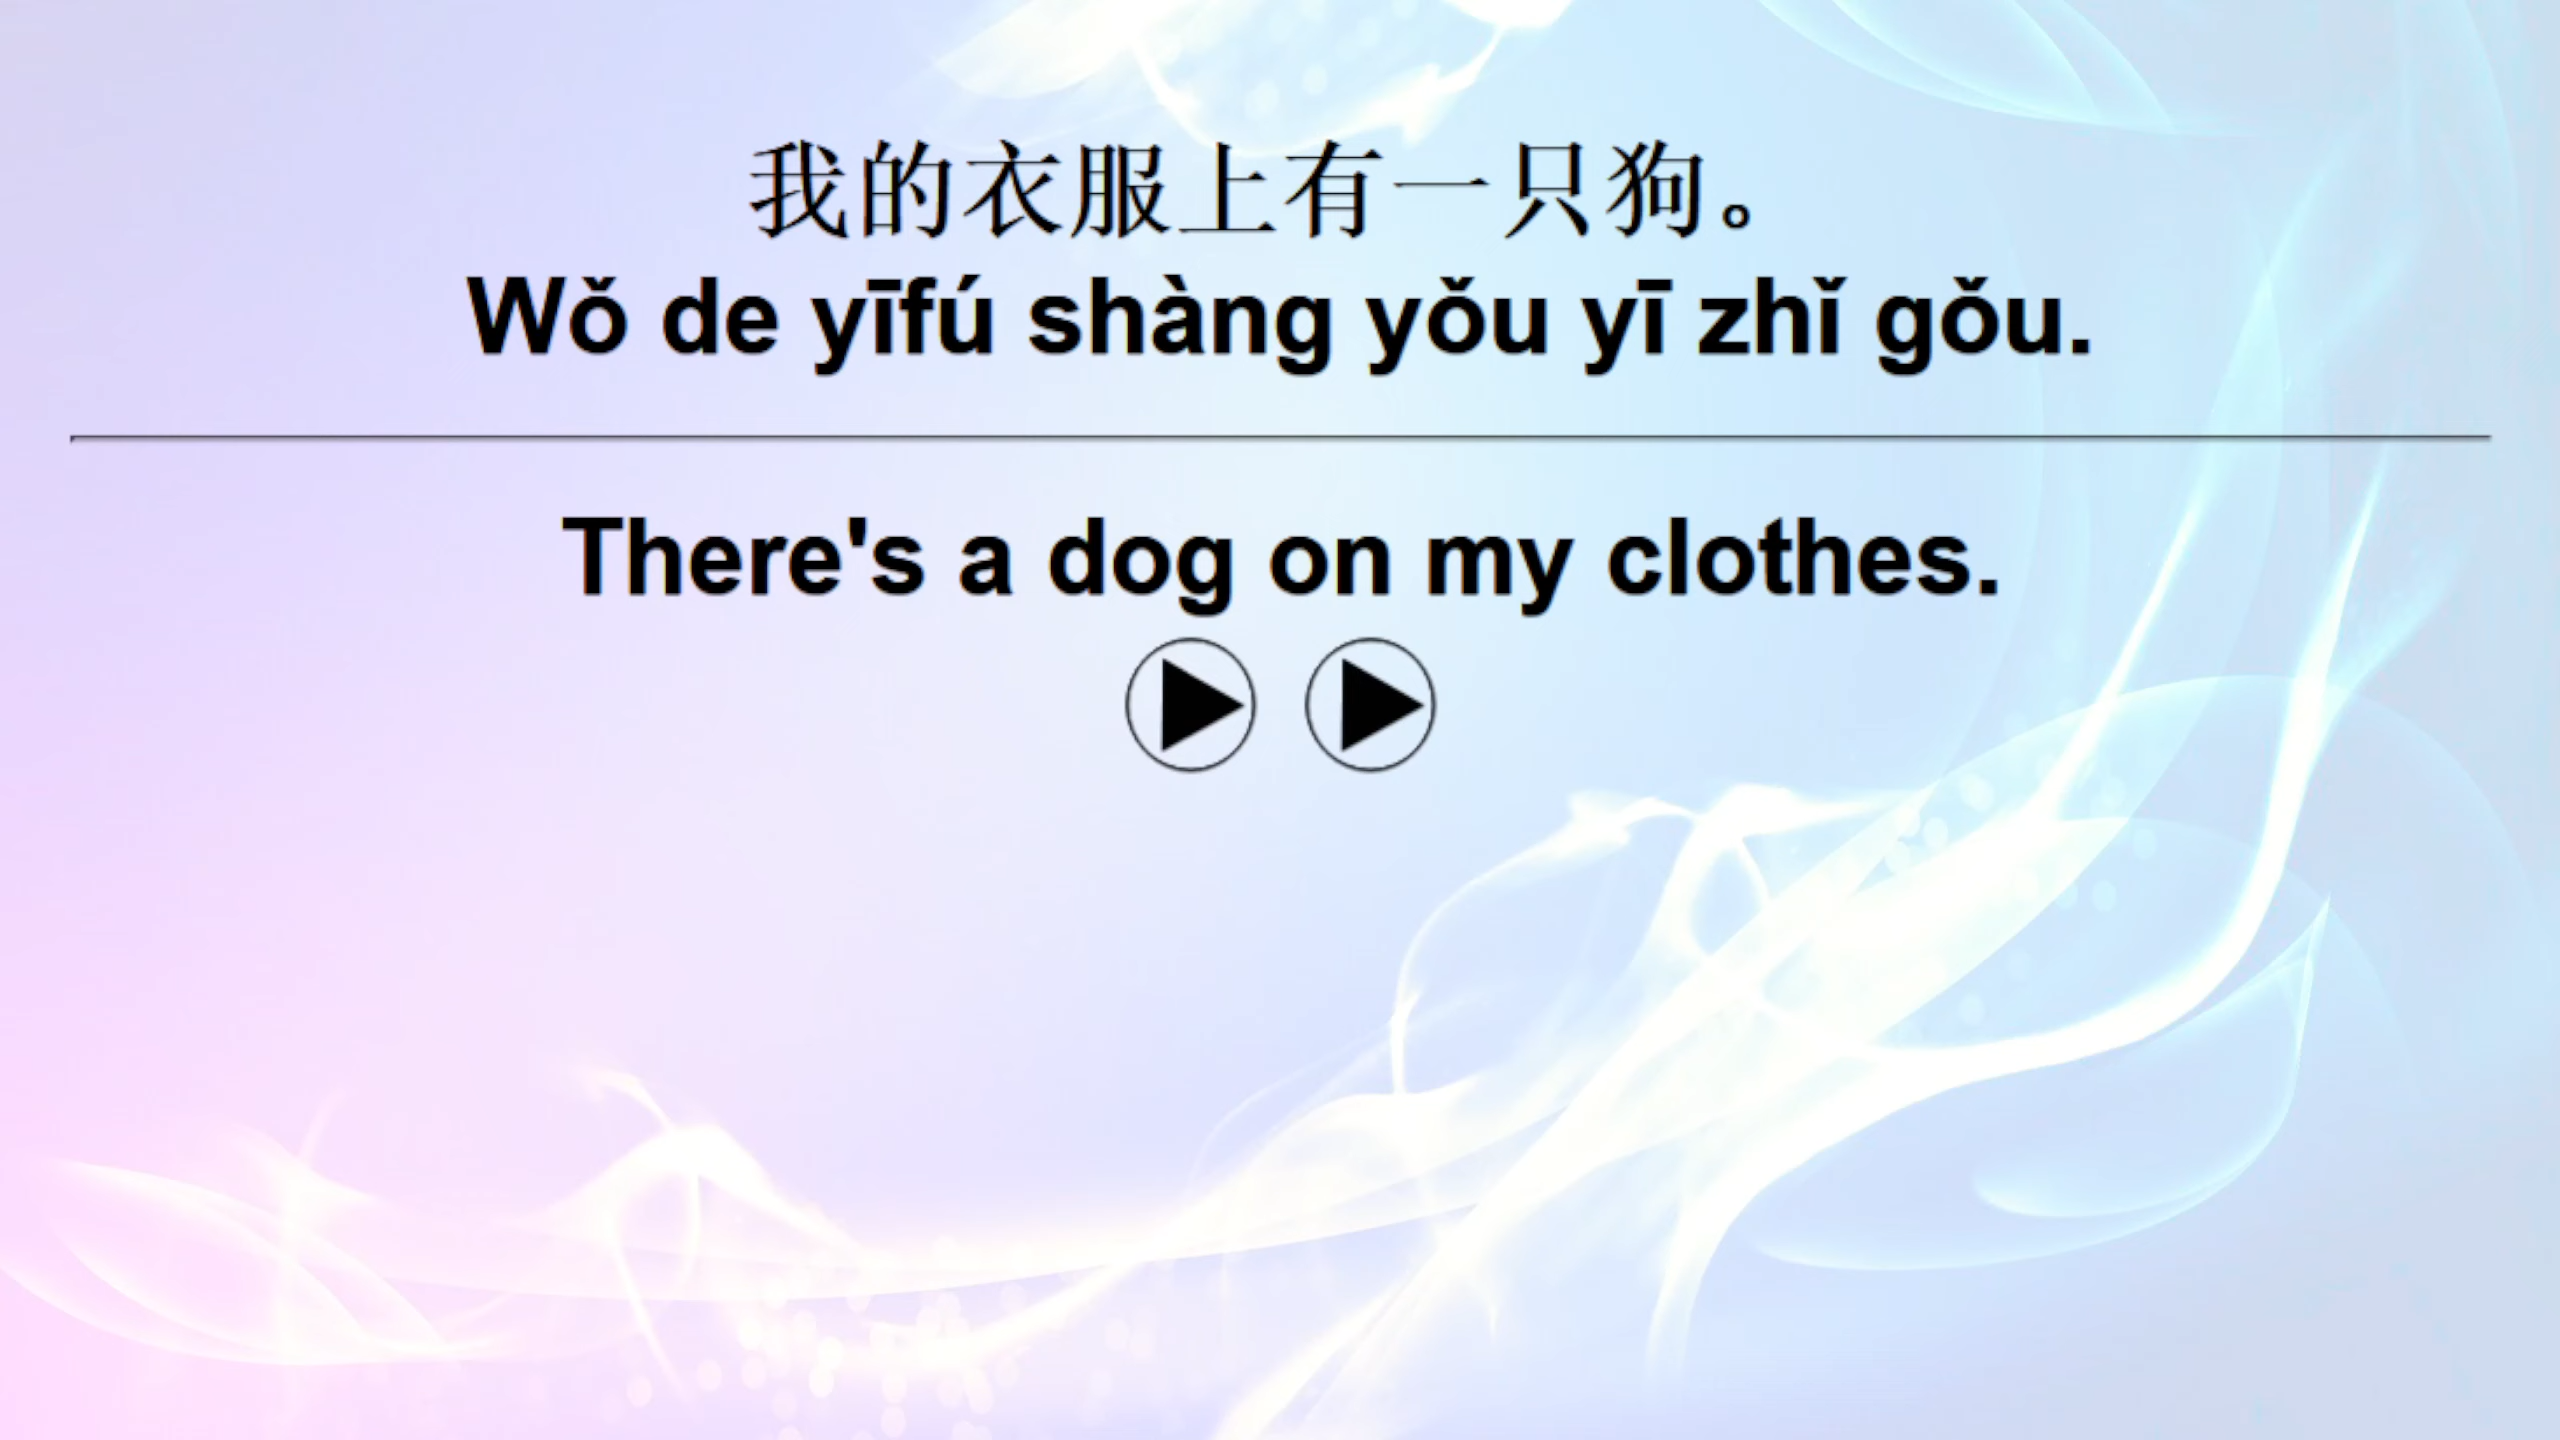 我的衣服上有一只狗。
Wǒ de yīfú shàng yǒu yī zhǐ gǒu.
There's a dog on my clothes.